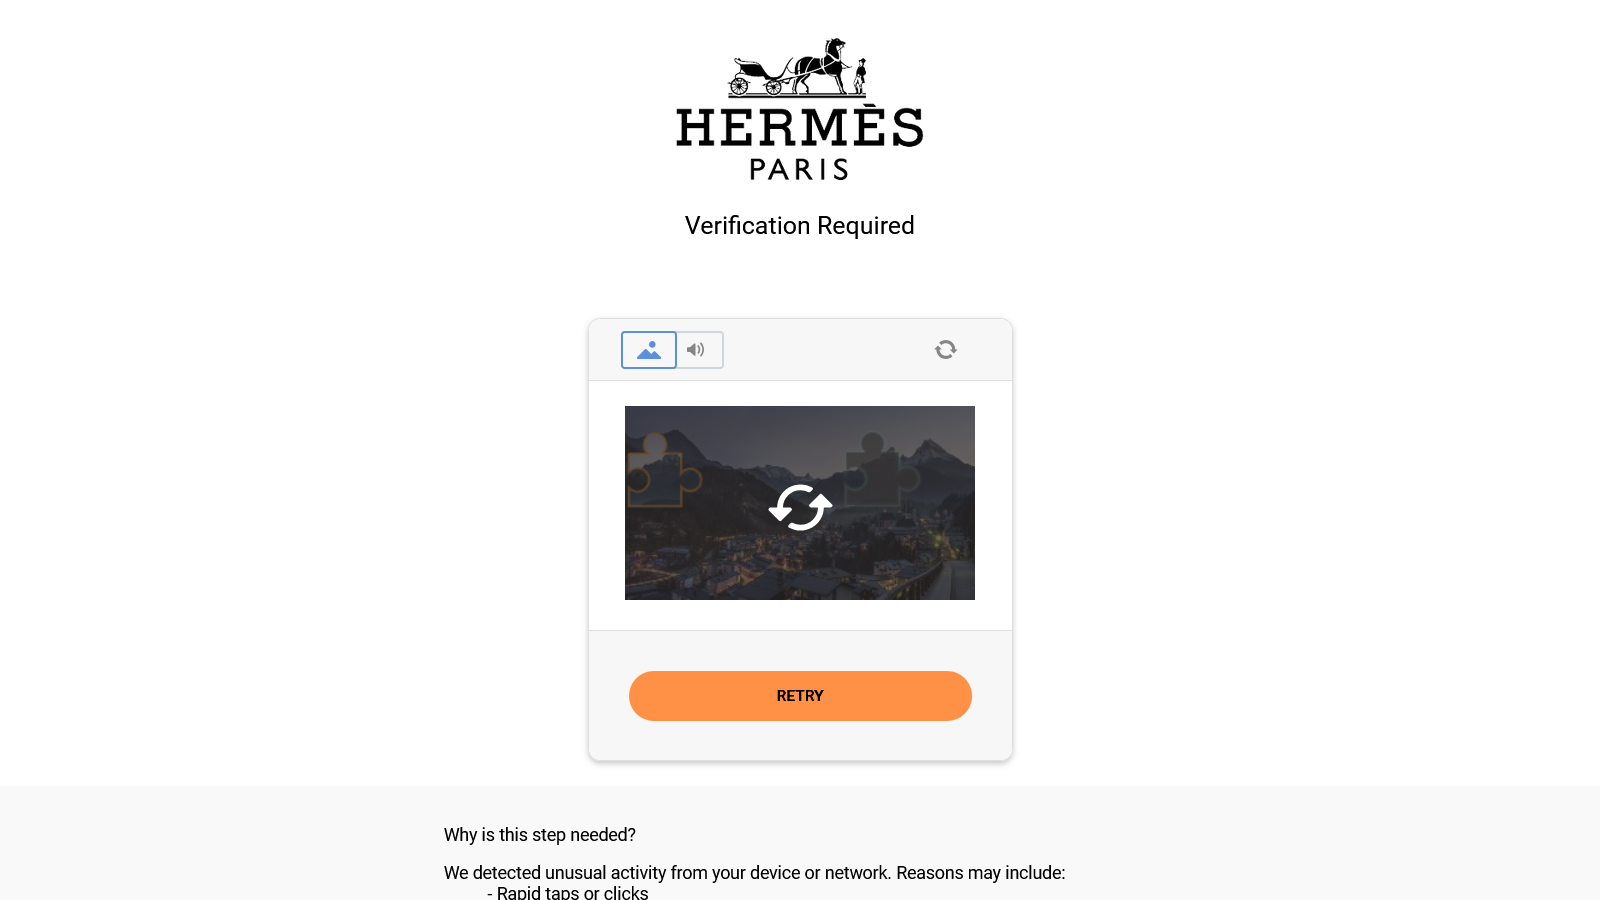 HERMÈS
PARIS
Verification Required
RETRY
Why is this step needed?
We detected unusual activity from your device or network. Reasons may include:
- Rapid taps or clicks